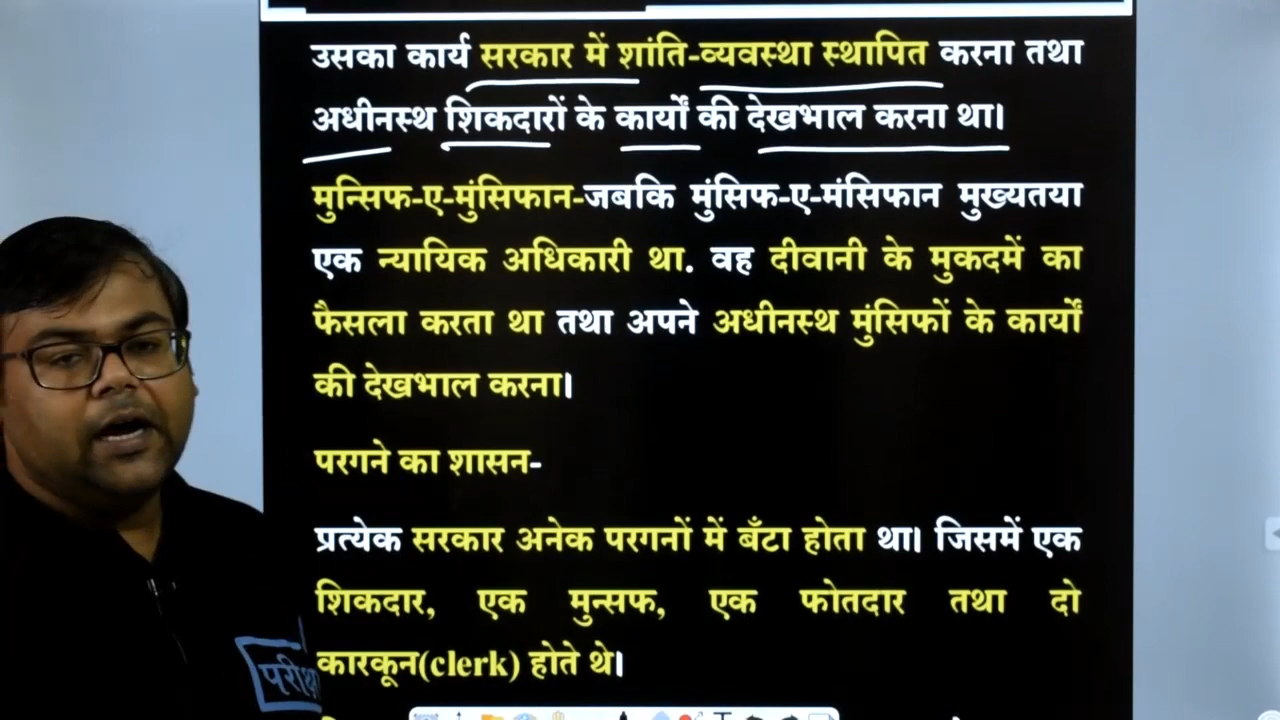 उसका कार्य सरकार में शांति-व्यवस्था स्थापित करना तथा
अधीनस्थ शिकदारों के कार्यों की देखभाल करना था।
मुन्सिफ-ए-मुंसिफान-जबकि मुंसिफ-ए-मंसिफान मुख्यतया
एक न्यायिक अधिकारी था. वह दीवानी के मुकदमें का
फैसला करता था तथा अपने अधीनस्थ मुंसिफों के कार्यों
की देखभाल करना।
परगने का शासन-
प्रत्येक सरकार अनेक परगनों में बँटा होता था। जिसमें एक
शिकदार, एक मुन्सफ, एक फोतदार तथा दो
कारकून(clerk) होते थे।